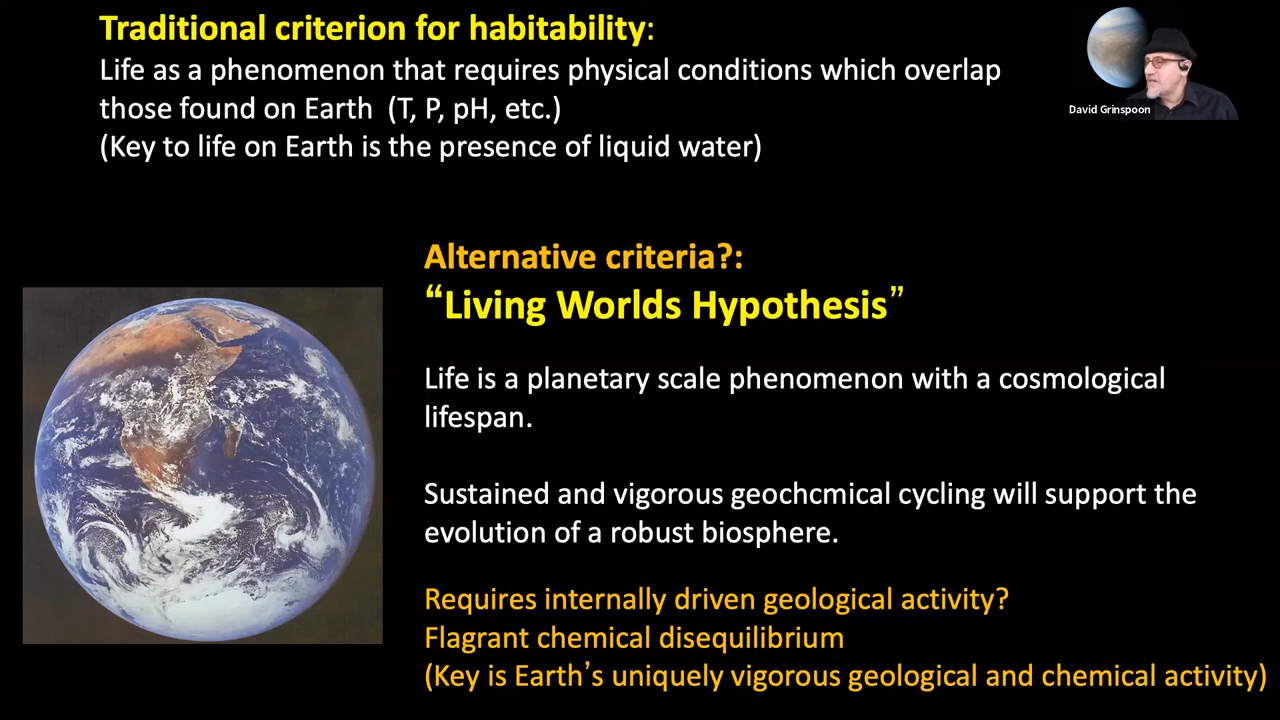 Traditional criterion for habitability:
Life as a phenomenon that requires physical conditions which overlap
those found on Earth (T, P, pH, etc.)
(Key to life on Earth is the presence of liquid water)
David Grinspoon
Alternative criteria?:
“Living Worlds Hypothesis”
Life is a planetary scale phenomenon with a cosmological
lifespan.
Sustained and vigorous geochcmical cycling will support the
evolution of a robust biosphere.
Requires internally driven geological activity?
Flagrant chemical disequilibrium
(Key is Earth’s uniquely vigorous geological and chemical activity)